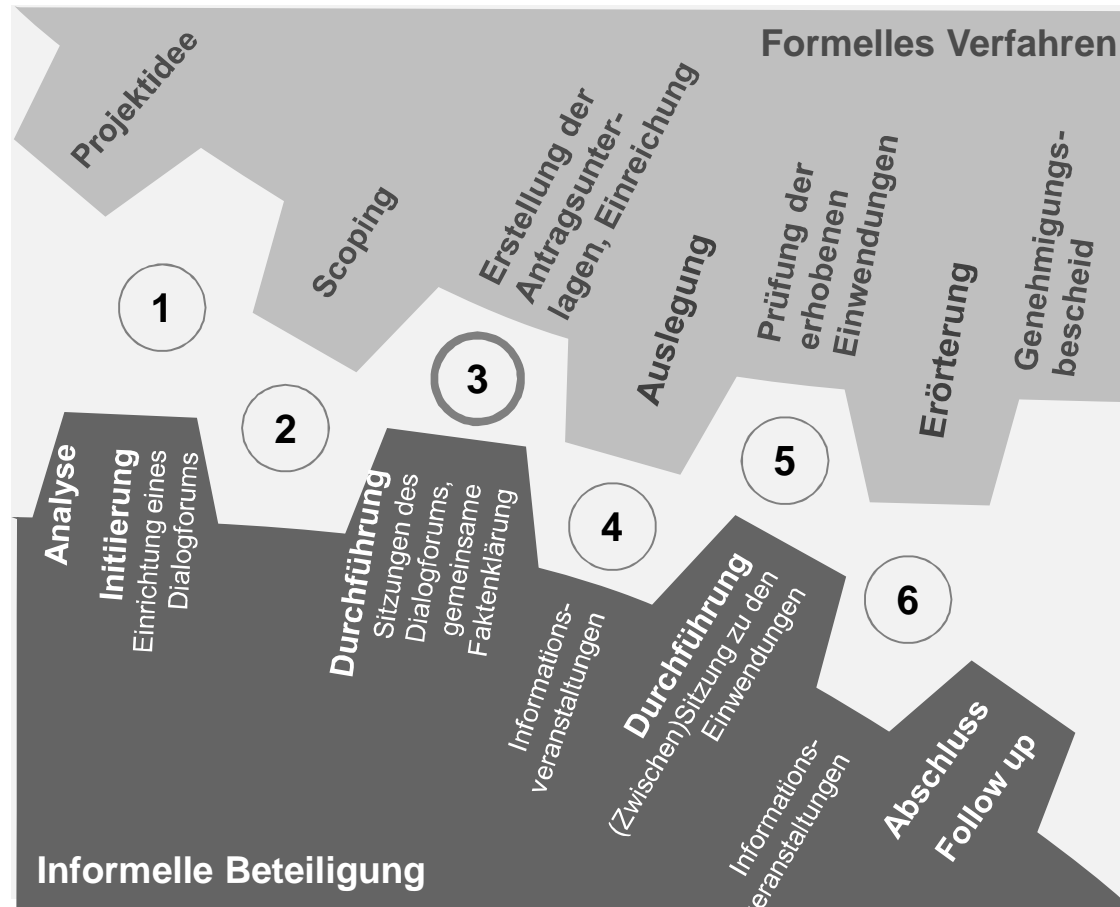 Formelles Verfahren
Projektidee
Scoping
Erstellung der
Antragsunter-
lagen, Einreichung
Auslegung
Prüfung der
erhobenen
Einwendungen
Erörterung
Genehmigungs-
bescheid
1
2
3
4
5
6
Analyse
Initiierung
Einrichtung eines
Dialogforums
Durchführung
Sitzungen des
Dialogforums,
gemeinsame
Faktenklärung
Informations-
veranstaltungen
Durchführung
(Zwischen)Sitzung zu den
Einwendungen
Informations-
veranstaltungen
Abschluss
Follow up
Informelle Beteiligung